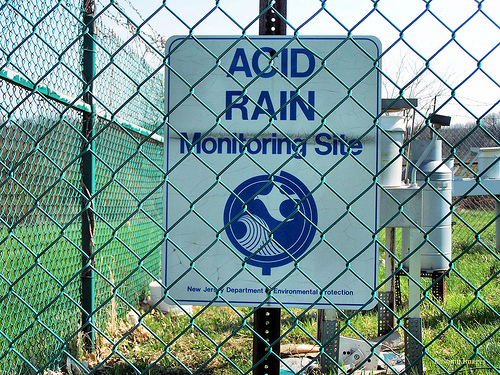 ACID
RAIN
Monitoring Site
New Jersey Department of Environmental Protection